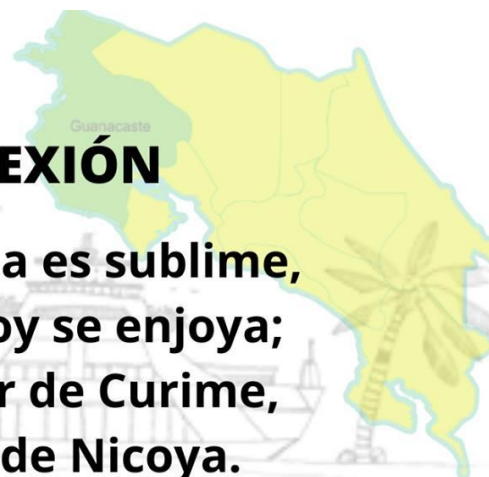 Guanacaste
EXIÓN
a es sublime,
oy se enjoya;
r de Curime,
de Nicoya.